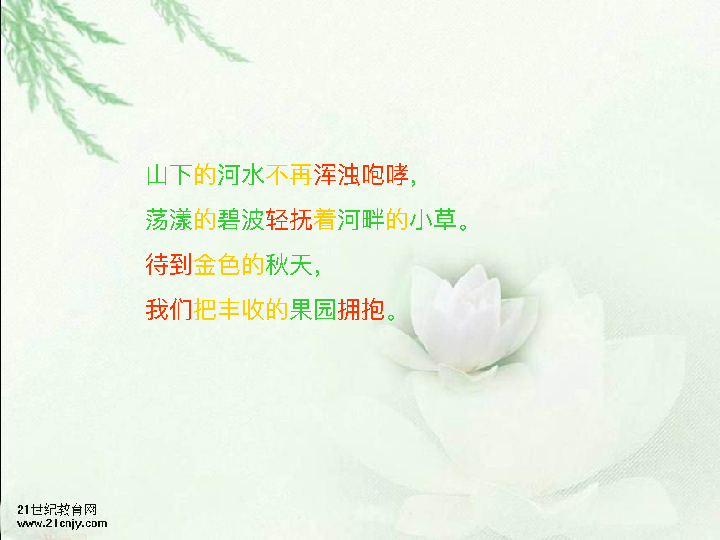 山下的河水不再浑浊咆哮，
荡漾的碧波轻抚着河畔的小草。
待到金色的秋天，
我们把丰收的果园拥抱。
21世纪教育网
www.21cnjy.com